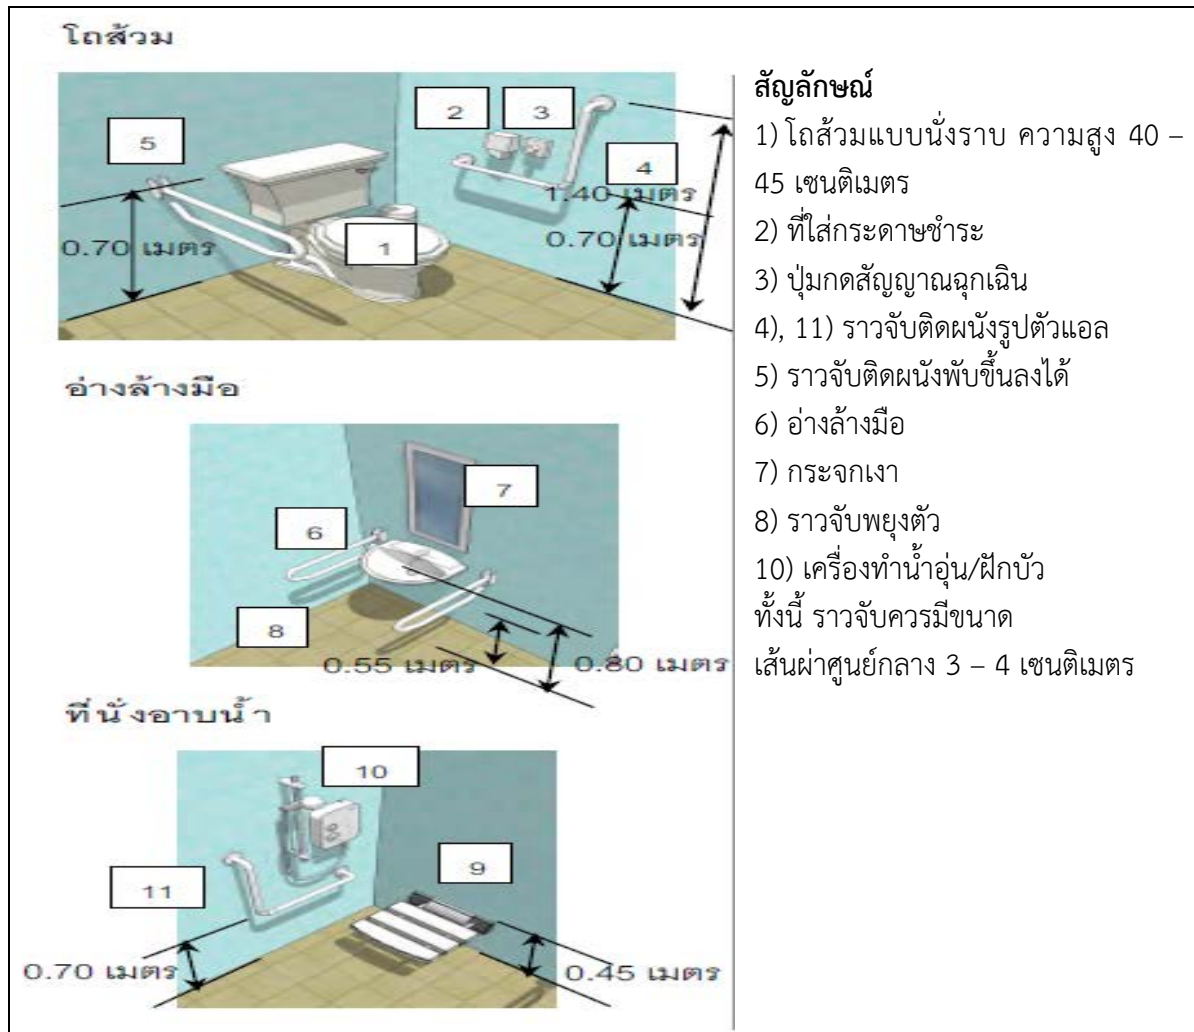 โถส้วม
2
3
5
4
1.40 เมตร
0.70 เมตร
0.70 เมตร
1
อ่างล้างมือ
7
6
8
0.55 เมตร
0.80 เมตร
ที่นั่งอาบน้ำ
10
9
11
0.70 เมตร
0.45 เมตร
สัญลักษณ์
1) โถส้วมแบบนั่งราบ ความสูง 40 –
45 เซนติเมตร
2) ที่ใส่กระดาษชำระ
3) ปุ่มกดสัญญาณฉุกเฉิน
4), 11) ราวจับติดผนังรูปตัวแอล
5) ราวจับติดผนังพับขึ้นลงได้
6) อ่างล้างมือ
7) กระจกเงา
8) ราวจับพยุงตัว
10) เครื่องทำน้ำอุ่น/ฝักบัว
ทั้งนี้ ราวจับควรมีขนาด
เส้นผ่าศูนย์กลาง 3 – 4 เซนติเมตร